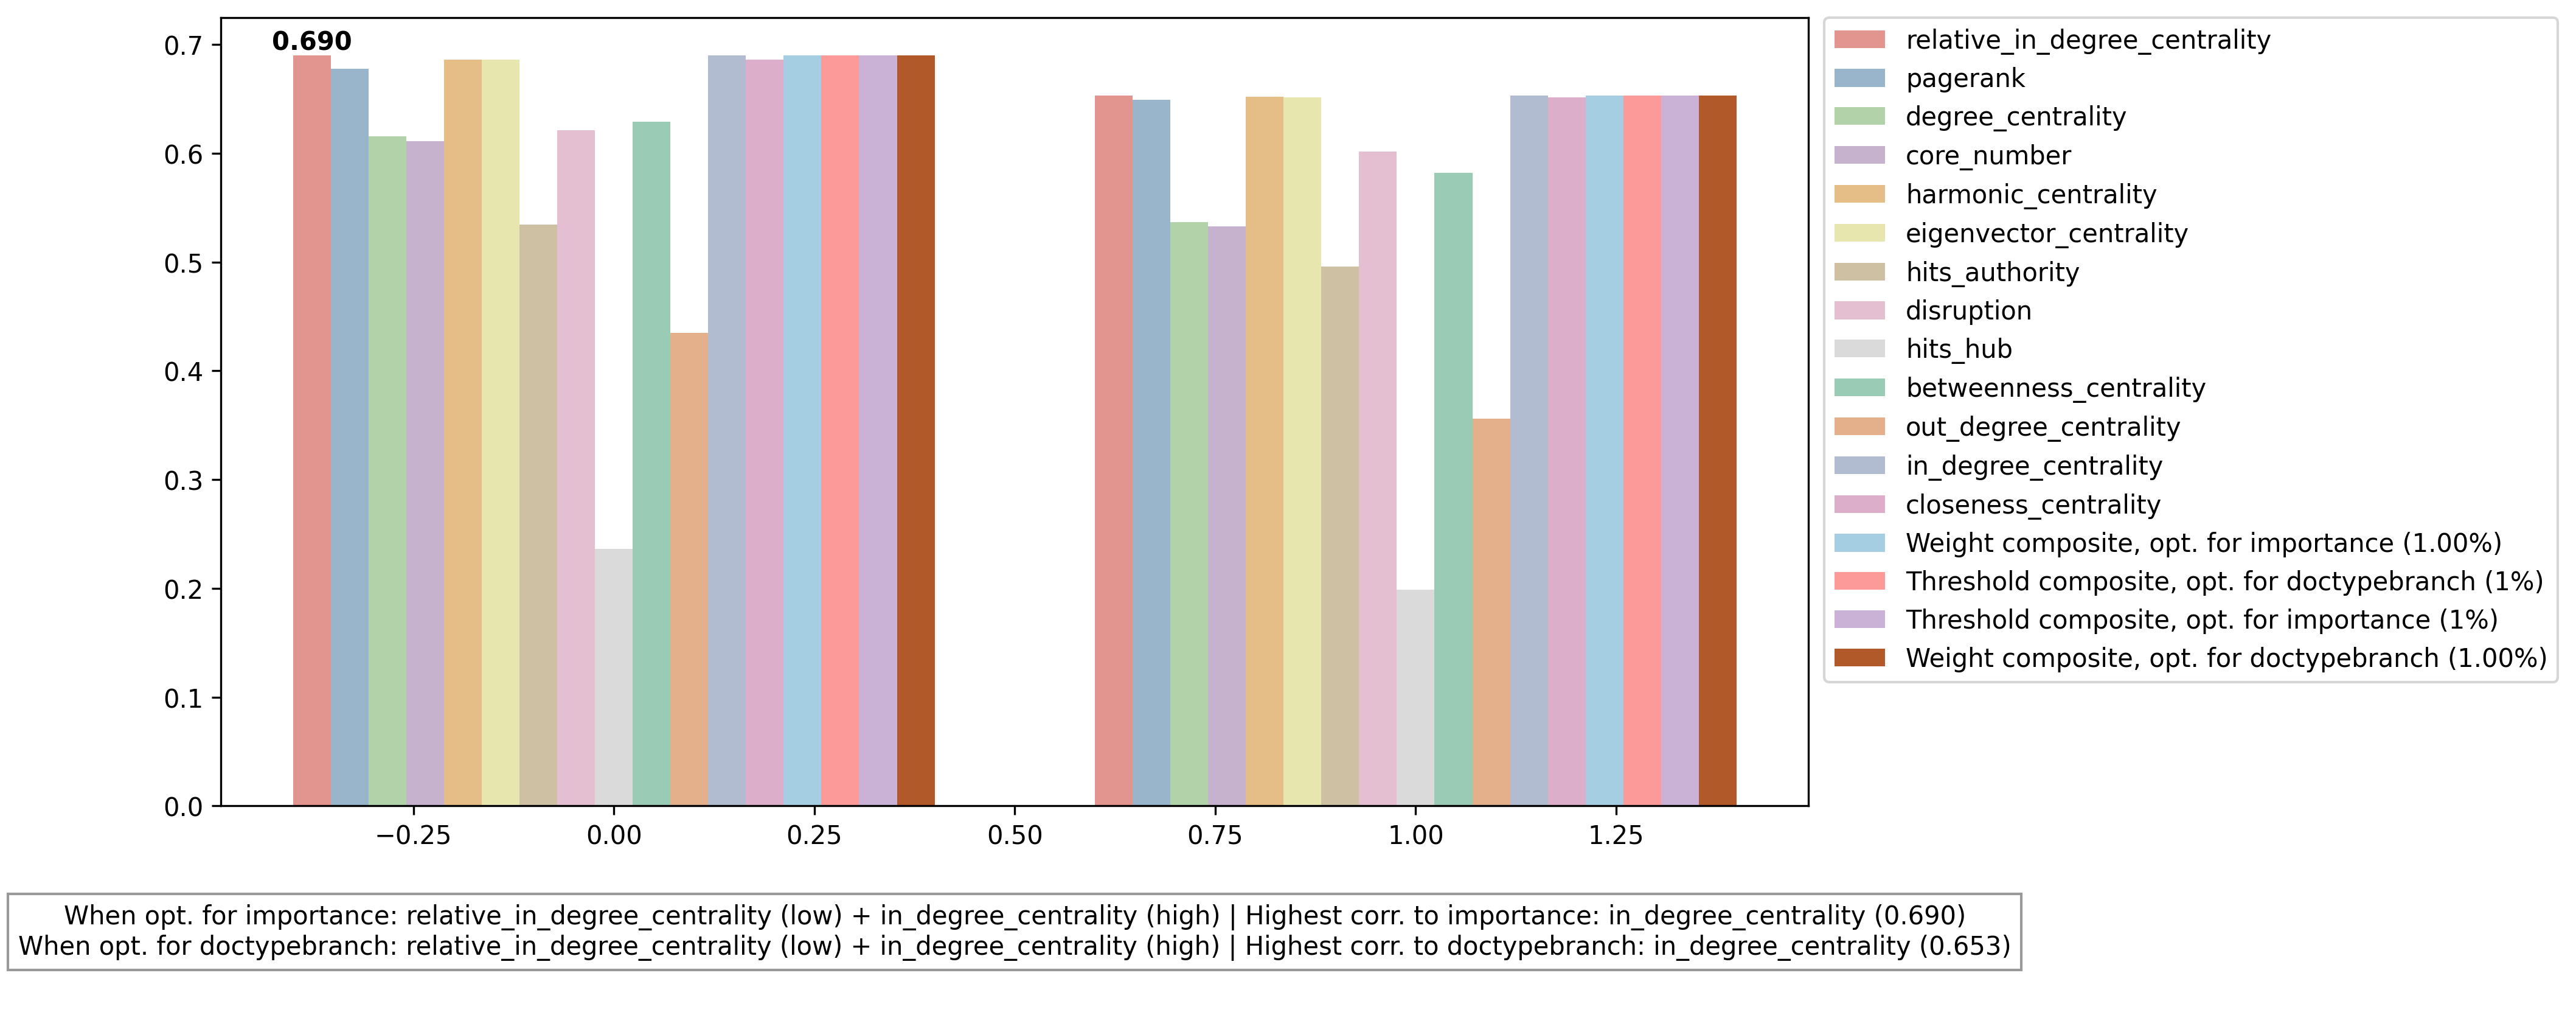 0.690
0.7
0.6
0.5
0.4
0.3
0.2
0.1
0.0
−0.25 0.00 0.25 0.50 0.75 1.00 1.25
relative_in_degree_centrality
pagerank
degree_centrality
core_number
harmonic_centrality
eigenvector_centrality
hits_authority
disruption
hits_hub
betweenness_centrality
out_degree_centrality
in_degree_centrality
closeness_centrality
Weight composite, opt. for importance (1.00%)
Threshold composite, opt. for doctypebranch (1%)
Threshold composite, opt. for importance (1%)
Weight composite, opt. for doctypebranch (1.00%)
When opt. for importance: relative_in_degree_centrality (low) + in_degree_centrality (high) | Highest corr. to importance: in_degree_centrality (0.690)
When opt. for doctypebranch: relative_in_degree_centrality (low) + in_degree_centrality (high) | Highest corr. to doctypebranch: in_degree_centrality (0.653)